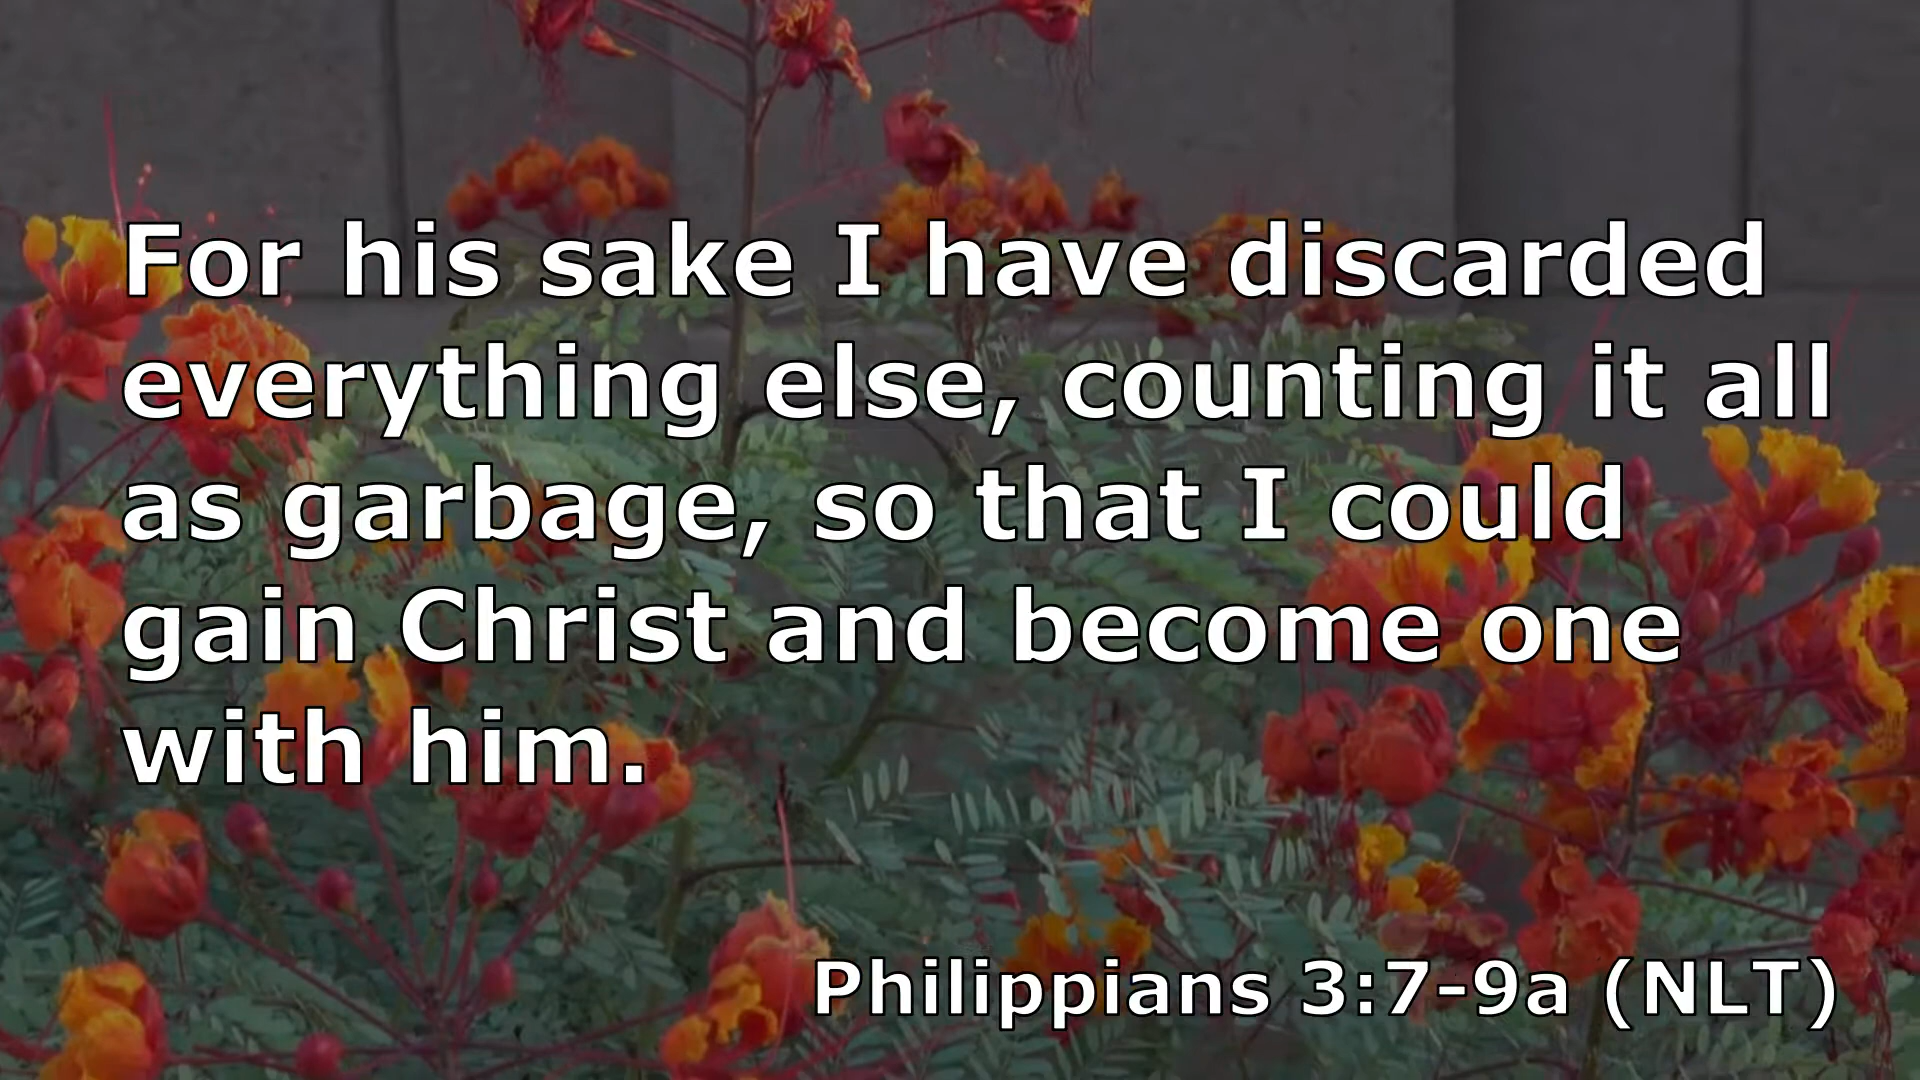 For his sake I have discarded
everything else, counting it all
as garbage, so that I could
gain Christ and become one
with him.
Philippians 3:7-9a (NLT)